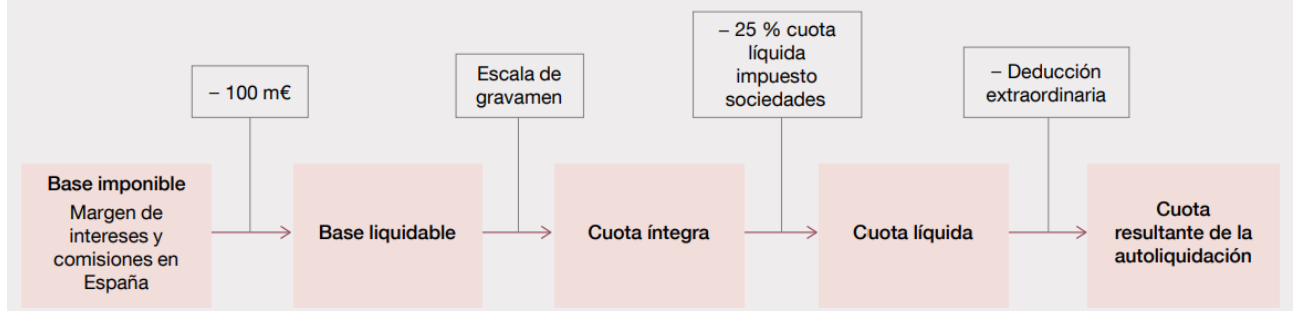 – 100 m€
Escala de
gravamen
– 25 % cuota
líquida
impuesto
sociedades
– Deducción
extraordinaria
Base imponible
Margen de
intereses y
comisiones en
España
Base liquidable
Cuota íntegra
Cuota líquida
Cuota
resultante de la
autoliquidación